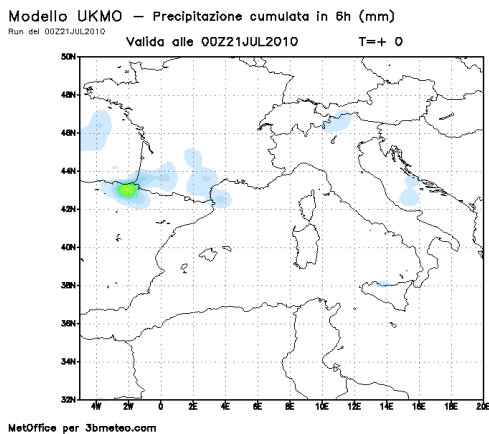 Modello UKMO – Precipitazione cumulata in 6h (mm)
Run del 00Z21JUL2010
Valida alle 00Z21JUL2010 T=+ 0
50N
48N
46N
44N
42N
40N
38N
36N
34N
32N
4W 2W 0 2E 4E 6E 8E 10E 12E 14E 16E 18E 20E
MetOffice per 3bmeteo.com